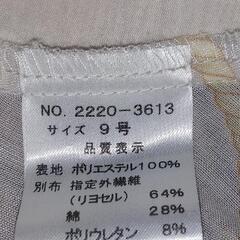 NO. 2220-3613
サイズ 9号
品質表示
表地 ポリエステル100%
別布 指定外繊維
(リヨセル) 64%
綿 28%
ポリウレタン 8%